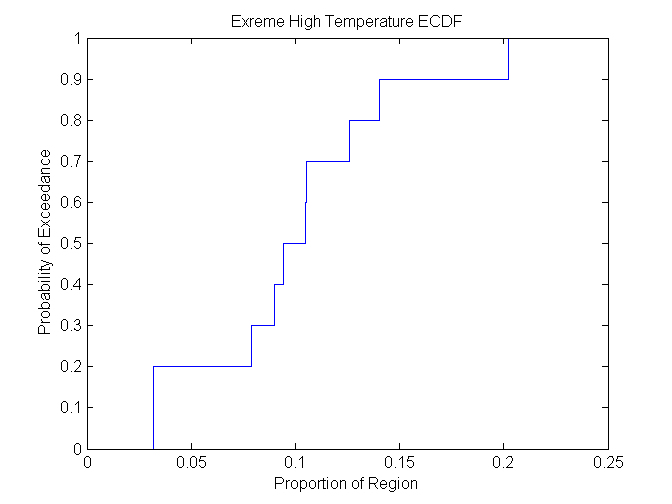 Exreme High Temperature ECDF
1
0.9
0.8
0.7
0.6
0.5
0.4
0.3
0.2
0.1
0
Probability of Exceedance
0 0.05 0.1 0.15 0.2 0.25
Proportion of Region